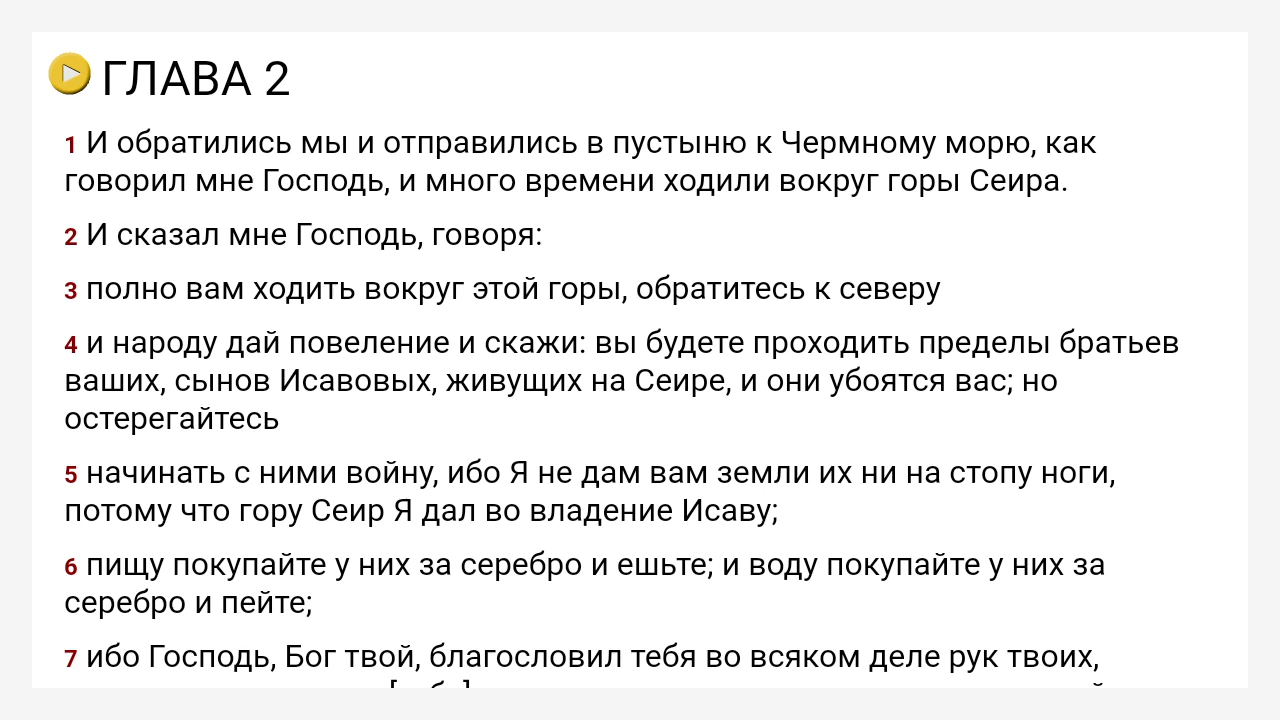 ГЛАВА 2
1 И обратились мы и отправились в пустыню к Чермному морю, как
говорил мне Господь, и много времени ходили вокруг горы Сеира.
2 И сказал мне Господь, говоря:
3 полно вам ходить вокруг этой горы, обратитесь к северу
4 и народу дай повеление и скажи: вы будете проходить пределы братьев
ваших, сынов Исавовых, живущих на Сеире, и они убоятся вас; но
остерегайтесь
5 начинать с ними войну, ибо Я не дам вам земли их ни на стопу ноги,
потому что гору Сеир Я дал во владение Исаву;
6 пищу покупайте у них за серебро и ешьте; и воду покупайте у них за
серебро и пейте;
7 ибо Господь, Бог твой, благословил тебя во всяком деле рук твоих,